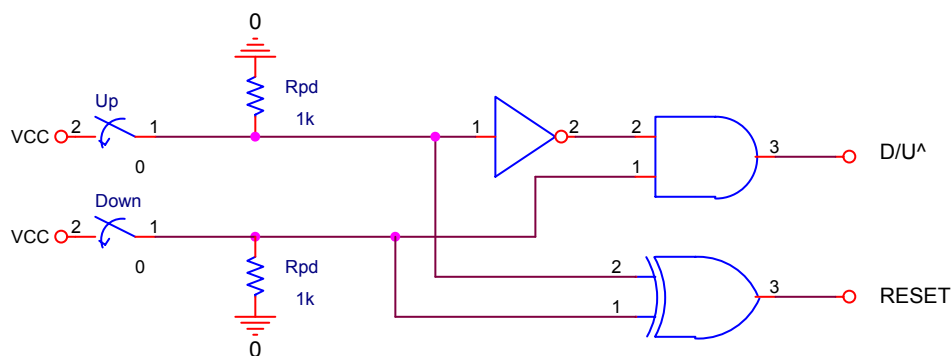 0
Rpd
1k
Up
VCC 2 1
0
1 2 2
1
3 D/U^
Down
VCC 2 1
0
Rpd
1k
0
2
1
3 RESET